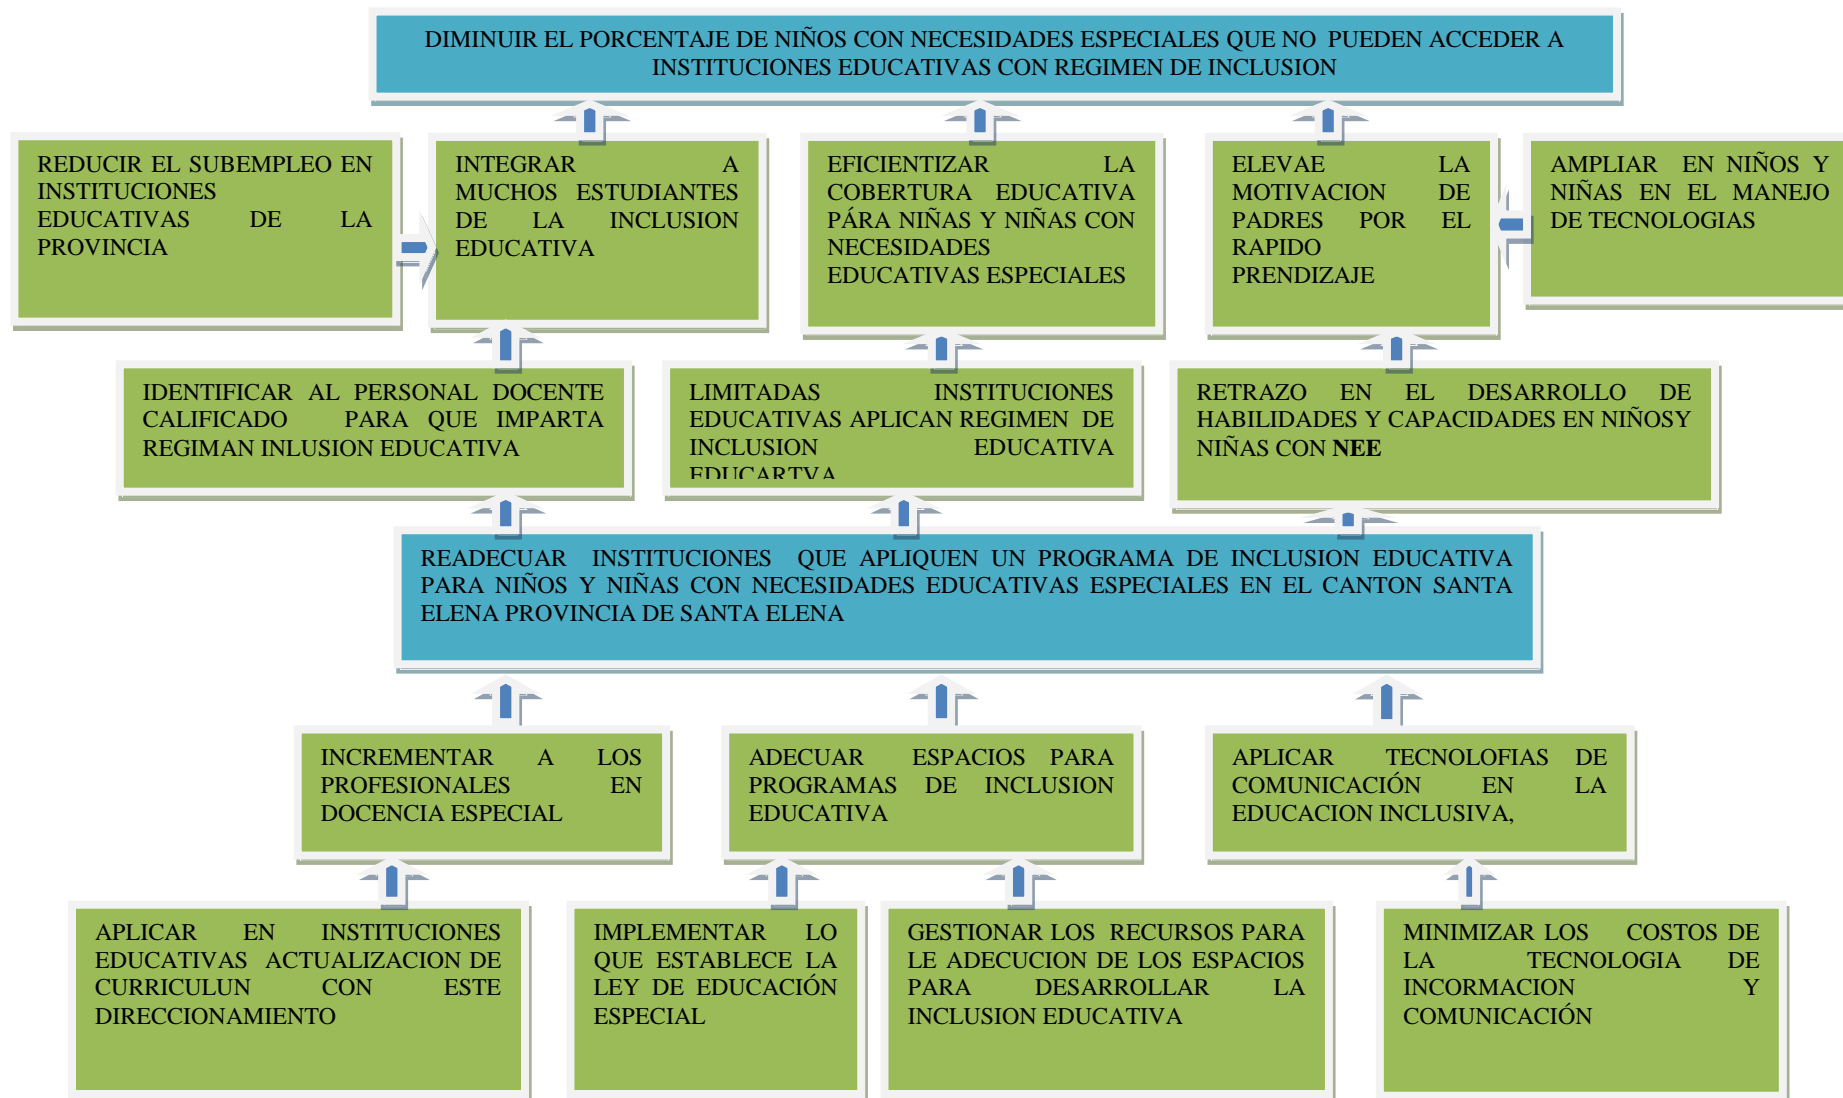 DIMINUIR EL PORCENTAJE DE NIÑOS CON NECESIDADES ESPECIALES QUE NO PUEDEN ACCEDER A
INSTITUCIONES EDUCATIVAS CON REGIMEN DE INCLUSION
REDUCIR EL SUBEMPLEO EN
INSTITUCIONES
EDUCATIVAS DE LA
PROVINCIA
INTEGRAR A
MUCHOS ESTUDIANTES
DE LA INCLUSION
EDUCATIVA
EFICIENTIZAR LA
COBERTURA EDUCATIVA
PÁRA NIÑAS Y NIÑAS CON
NECESIDADES
EDUCATIVAS ESPECIALES
ELEVAE LA
MOTIVACION DE
PADRES POR EL
RAPIDO
PRENDIZAJE
AMPLIAR EN NIÑOS Y
NIÑAS EN EL MANEJO
DE TECNOLOGIAS
IDENTIFICAR AL PERSONAL DOCENTE
CALIFICADO PARA QUE IMPARTA
REGIMAN INLUSION EDUCATIVA
LIMITADAS INSTITUCIONES
EDUCATIVAS APLICAN REGIMEN DE
INCLUSION EDUCATIVA
EDUCARTVA
RETRAZO EN EL DESARROLLO DE
HABILIDADES Y CAPACIDADES EN NIÑOSY
NIÑAS CON NEE
READECUAR INSTITUCIONES QUE APLIQUEN UN PROGRAMA DE INCLUSION EDUCATIVA
PARA NIÑOS Y NIÑAS CON NECESIDADES EDUCATIVAS ESPECIALES EN EL CANTON SANTA
ELENA PROVINCIA DE SANTA ELENA
INCREMENTAR A LOS
PROFESIONALES EN
DOCENCIA ESPECIAL
ADECUAR ESPACIOS PARA
PROGRAMAS DE INCLUSION
EDUCATIVA
APLICAR TECNOLOFIAS DE
COMUNICACIÓN EN LA
EDUCACION INCLUSIVA,
APLICAR EN INSTITUCIONES
EDUCATIVAS ACTUALIZACION DE
CURRICULUN CON ESTE
DIRECCIONAMIENTO
IMPLEMENTAR LO
QUE ESTABLECE LA
LEY DE EDUCACIÓN
ESPECIAL
GESTIONAR LOS RECURSOS PARA
LE ADECUCION DE LOS ESPACIOS
PARA DESARROLLAR LA
INCLUSION EDUCATIVA
MINIMIZAR LOS COSTOS DE
LA TECNOLOGIA DE
INCORMACION Y
COMUNICACIÓN